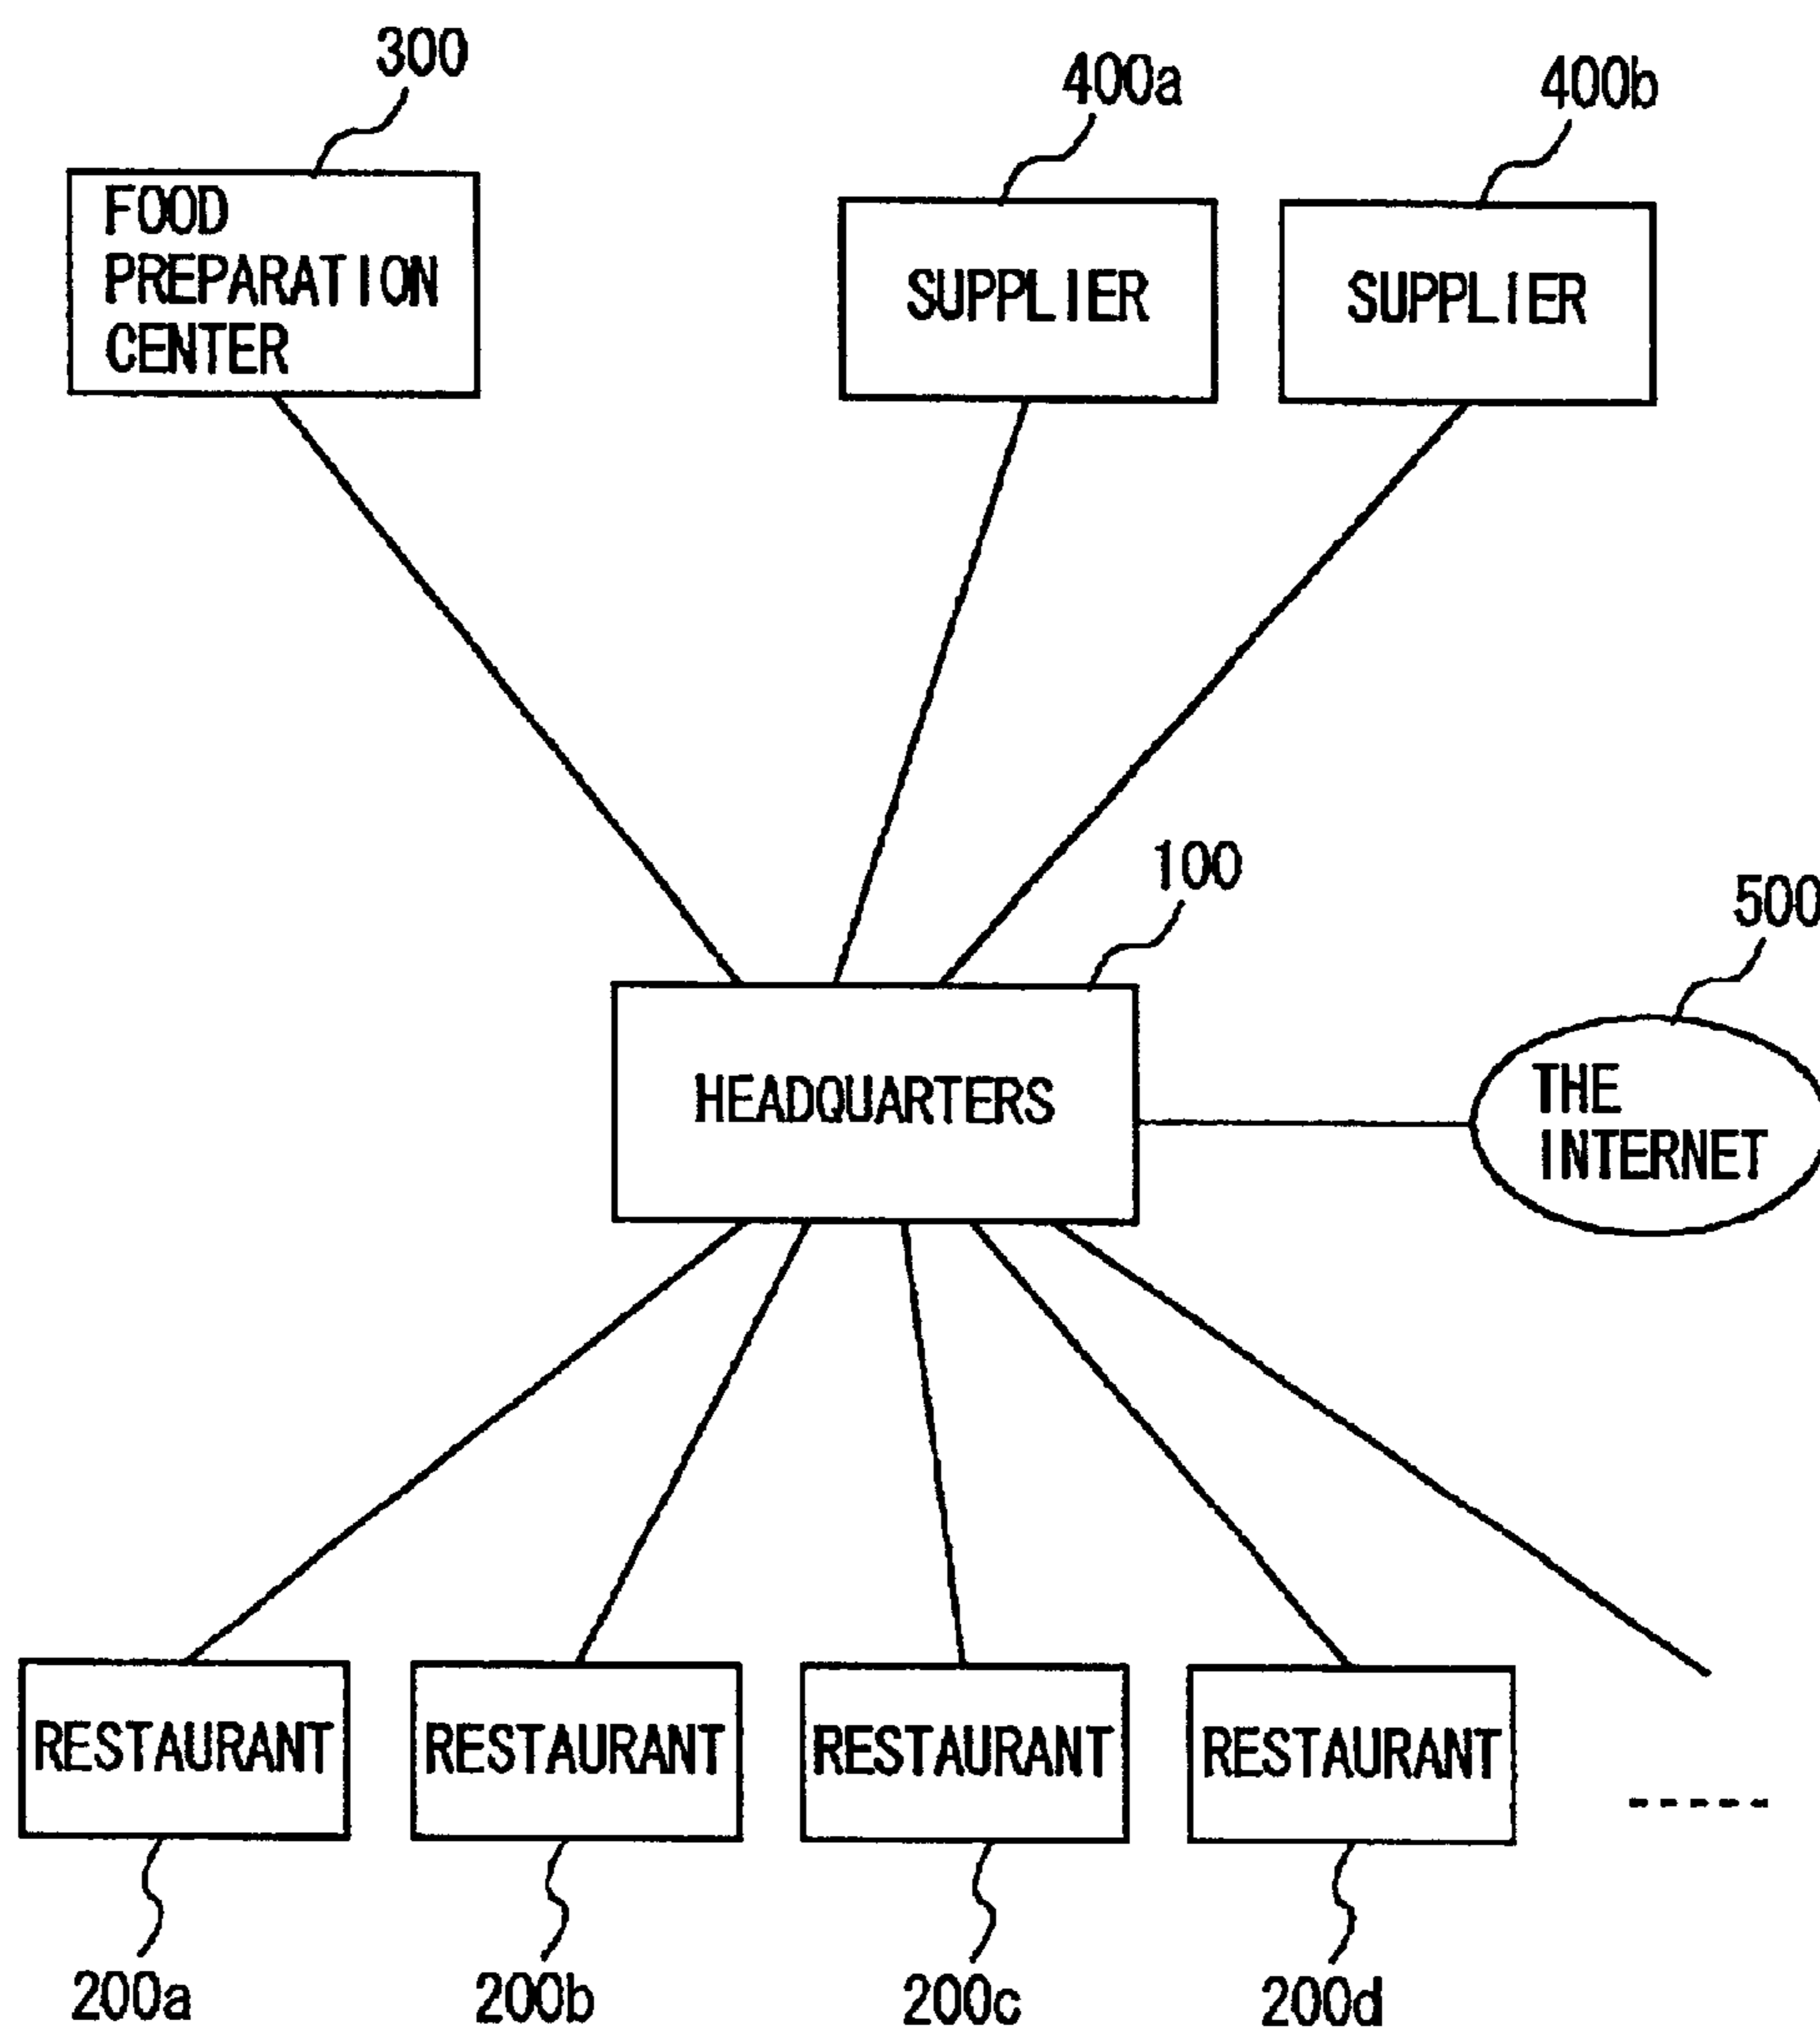 300
400a
400b
FOOD
PREPARATION
CENTER
SUPPLIER
SUPPLIER
100
500
HEADQUARTERS
THE
INTERNET
RESTAURANT
RESTAURANT
RESTAURANT
RESTAURANT
200a
200b
200c
200d